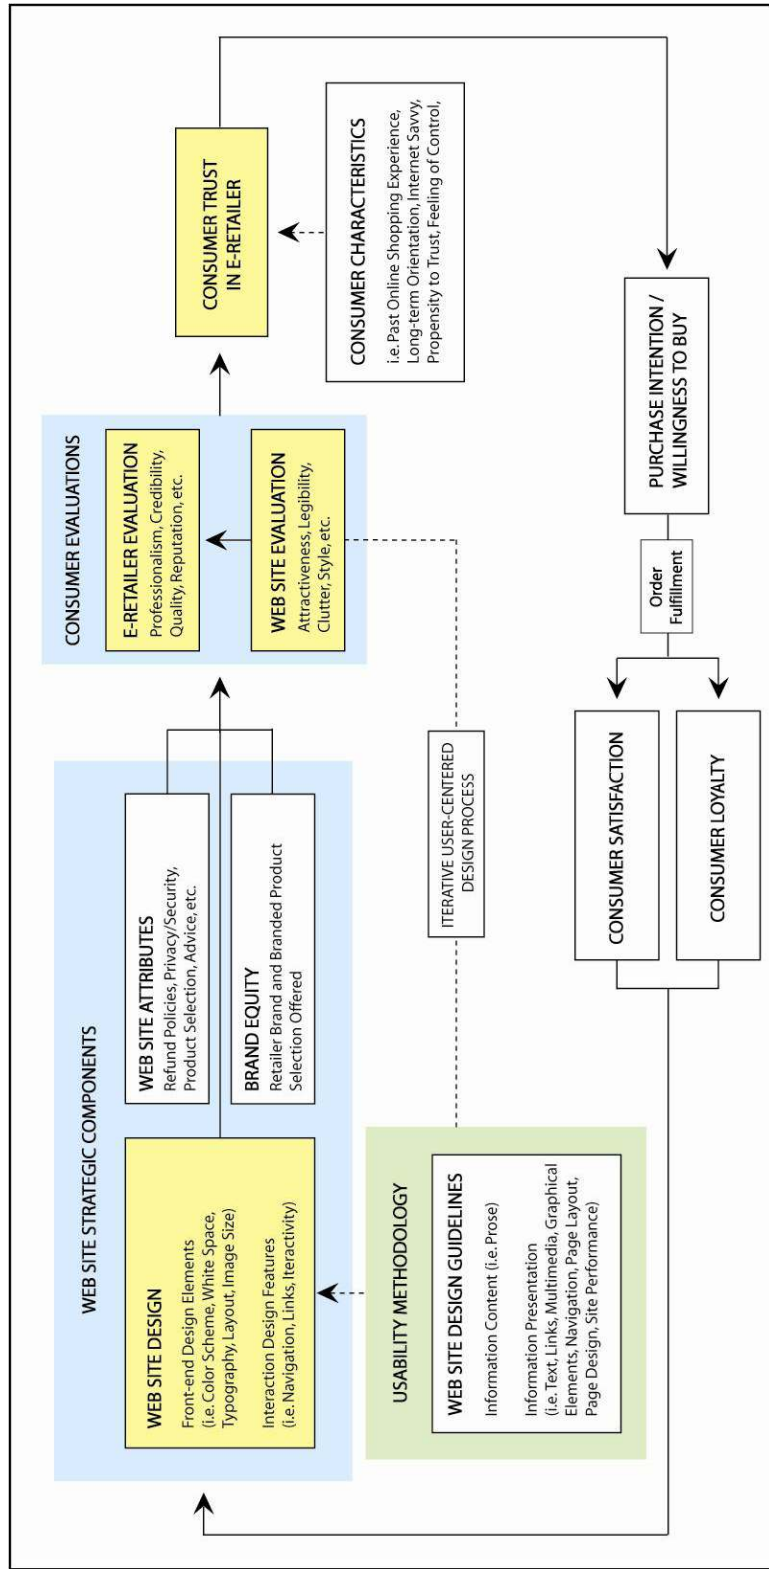 WEB SITE STRATEGIC COMPONENTS
WEB SITE DESIGN
Front-end Design Elements
(i.e. Color Scheme, White Space,
Typography, Layout, Image Size)
Interaction Design Features
(i.e. Navigation, Links, Iteractivity)
WEB SITE ATTRIBUTES
Refund Policies, Privacy/Security,
Product Selection, Advice, etc.
BRAND EQUITY
Retailer Brand and Branded Product
Selection Offered
CONSUMER EVALUATIONS
E-RETAILER EVALUATION
Professionalism, Credibility,
Quality, Reputation, etc.
WEB SITE EVALUATION
Attractiveness, Legibility,
Clutter, Style, etc.
CONSUMER TRUST
IN E-RETAILER
CONSUMER CHARACTERISTICS
i.e. Past Online Shopping Experience,
Long-term Orientation, Internet Savvy,
Propensity to Trust, Feeling of Control,
USABILITY METHODOLOGY
WEB SITE DESIGN GUIDELINES
Information Content (i.e. Prose)
Information Presentation
(i.e. Text, Links, Multimedia, Graphical
Elements, Navigation, Page Layout,
Page Design, Site Performance)
ITERATIVE USER-CENTERED
DESIGN PROCESS
CONSUMER SATISFACTION
CONSUMER LOYALTY
Order
Fulfillment
PURCHASE INTENTION /
WILLINGNESS TO BUY